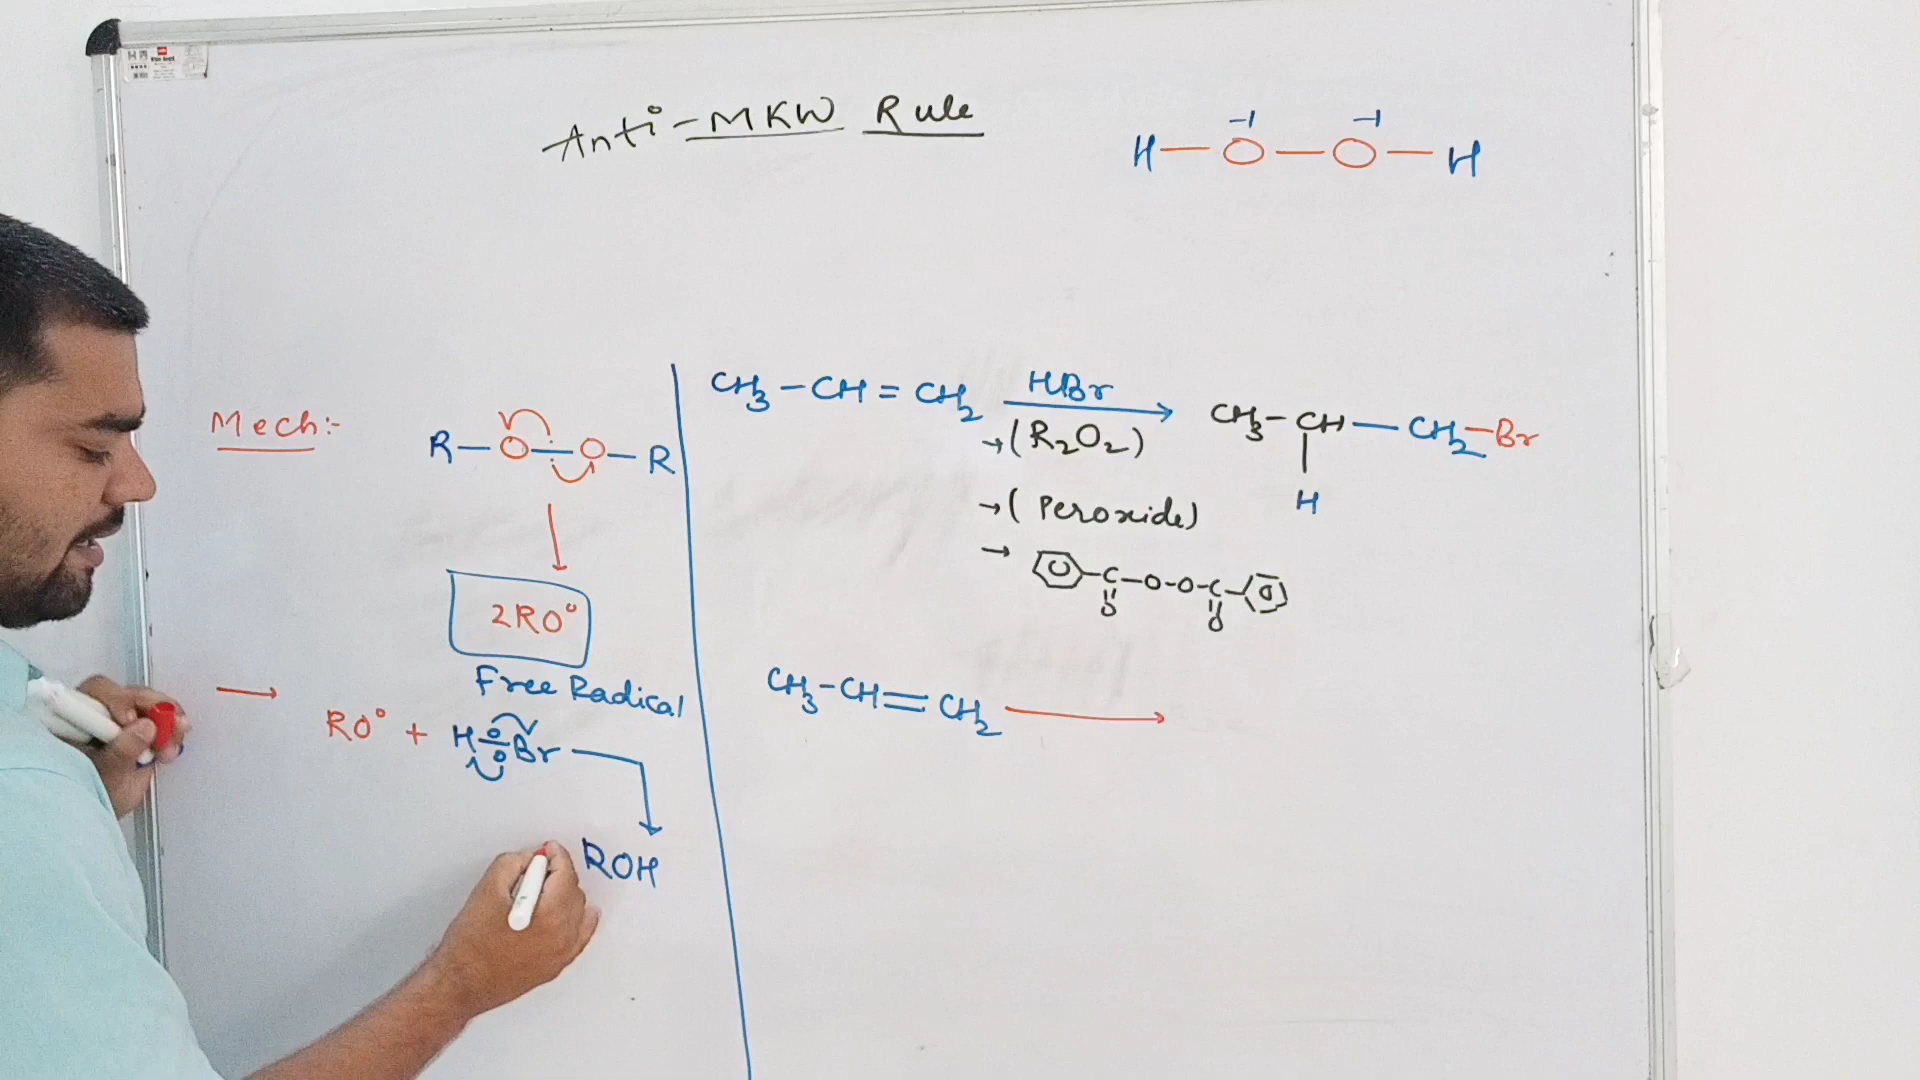 Anti-MKW Rule
-1 -1
H—O—O—H
Mech:-
R—O—O—R
2RO°
Free Radical
→ RO° + H Br
ROH
CH3-CH=CH2 HBr → CH3-CH—CH2-Br
H
→(R2O2)
→(Peroxide)
→ C-O-O-C
O O
CH3-CH=CH2 →